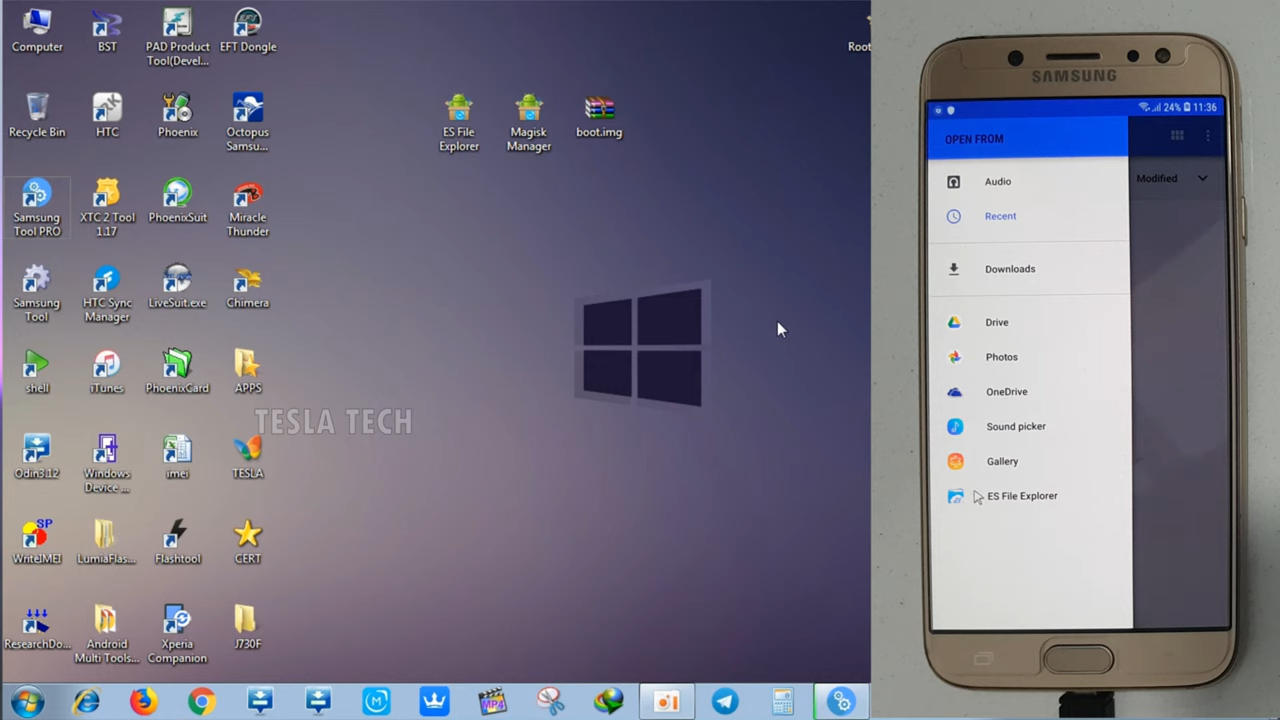 Computer
BST
PAD Product
Tool(Devel...
EFT Dongle
Root
Recycle Bin
HTC
Phoenix
Octopus
Samsu...
ES File
Explorer
Magisk
Manager
boot.img
Samsung
Tool PRO
XTC 2 Tool
1.17
PhoenixSuit
Miracle
Thunder
Samsung
Tool
HTC Sync
Manager
LiveSuit.exe
Chimera
shell
iTunes
PhoenixCard
APPS
TESLA TECH
Odin3.12
Windows
Device ...
imei
TESLA
SP
WriteIMEI
LumiaFlas...
Flashtool
CERT
ResearchDo...
Android
Multi Tools...
Xperia
Companion
J730F
MP4
SAMSUNG
24% 11:36
OPEN FROM
Audio
Modified
Recent
Downloads
Drive
Photos
OneDrive
Sound picker
Gallery
ES File Explorer